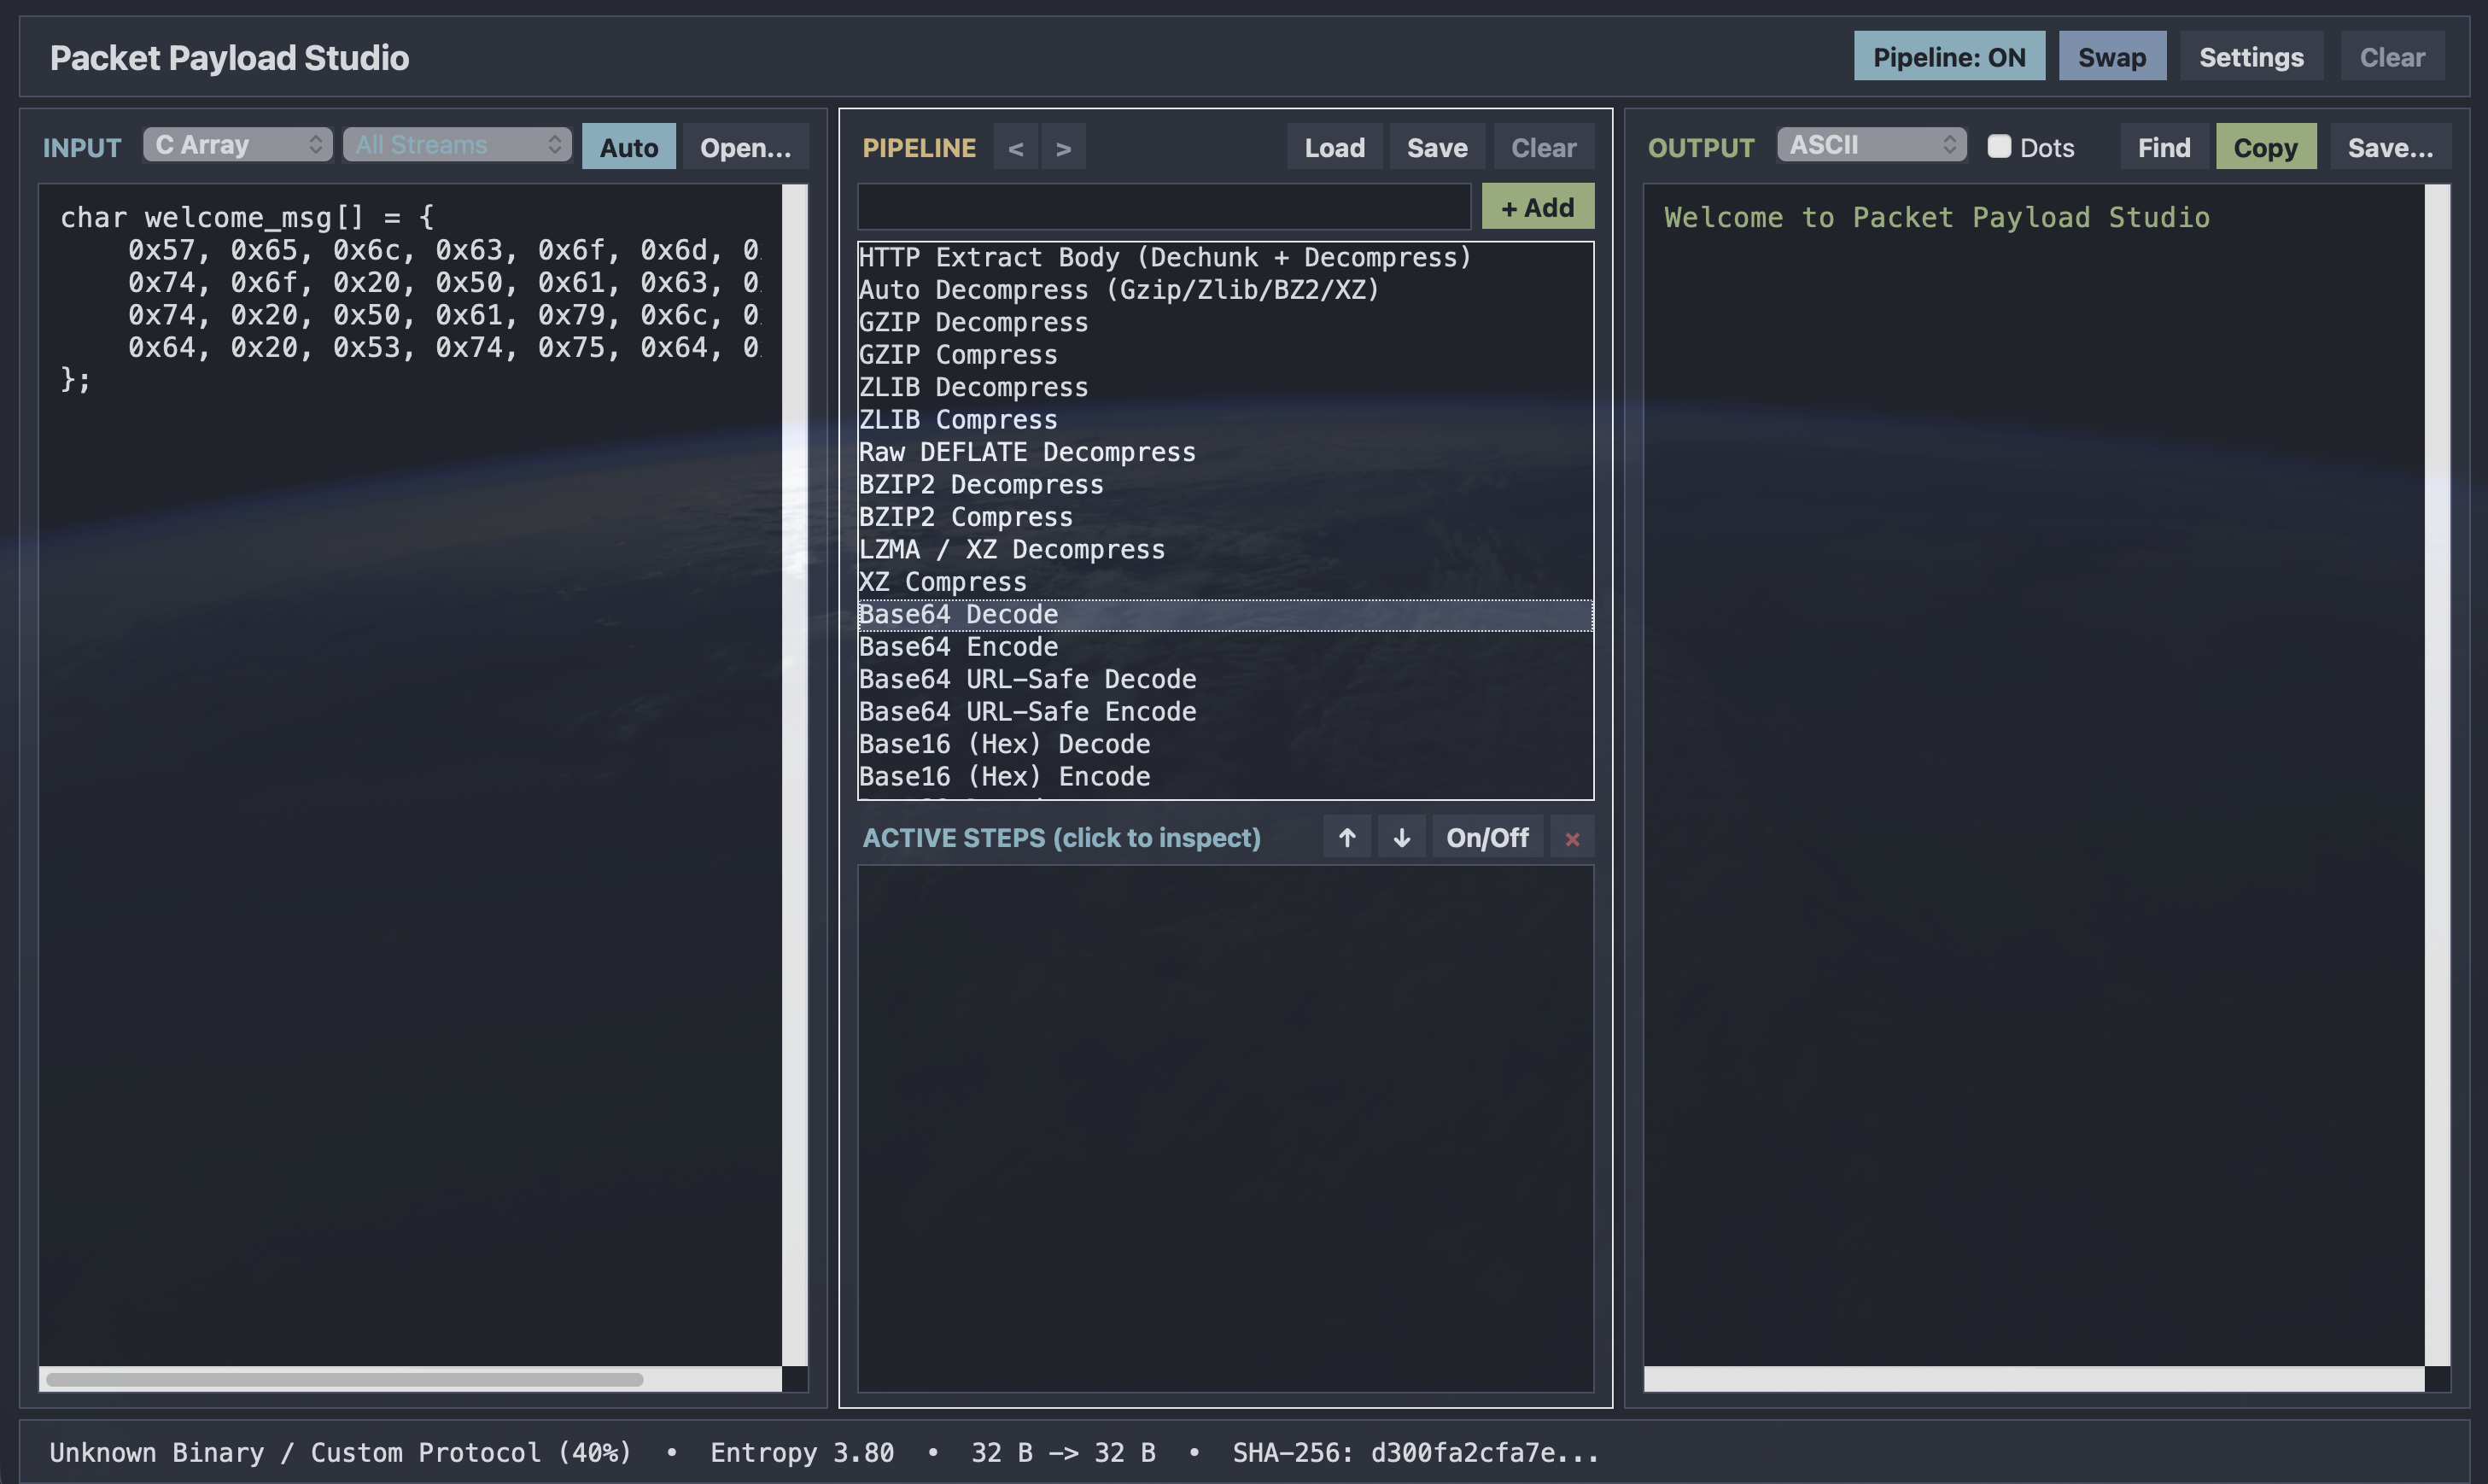 Packet Payload Studio
Pipeline: ON
Swap
Settings
Clear
INPUT
C Array
All Streams
Auto
Open...
char welcome_msg[] = {
    0x57, 0x65, 0x6c, 0x63, 0x6f, 0x6d,
    0x74, 0x6f, 0x20, 0x50, 0x61, 0x63,
    0x74, 0x20, 0x50, 0x61, 0x79, 0x6c,
    0x64, 0x20, 0x53, 0x74, 0x75, 0x64,
};
PIPELINE
<
>
Load
Save
Clear
+ Add
HTTP Extract Body (Dechunk + Decompress)
Auto Decompress (Gzip/Zlib/BZ2/XZ)
GZIP Decompress
GZIP Compress
ZLIB Decompress
ZLIB Compress
Raw DEFLATE Decompress
BZIP2 Decompress
BZIP2 Compress
LZMA / XZ Decompress
XZ Compress
Base64 Decode
Base64 Encode
Base64 URL-Safe Decode
Base64 URL-Safe Encode
Base16 (Hex) Decode
Base16 (Hex) Encode
ACTIVE STEPS (click to inspect)
↑
↓
On/Off
×
OUTPUT
ASCII
Dots
Find
Copy
Save...
Welcome to Packet Payload Studio
Unknown Binary / Custom Protocol (40%) • Entropy 3.80 • 32 B -> 32 B • SHA-256: d300fa2cfa7e...